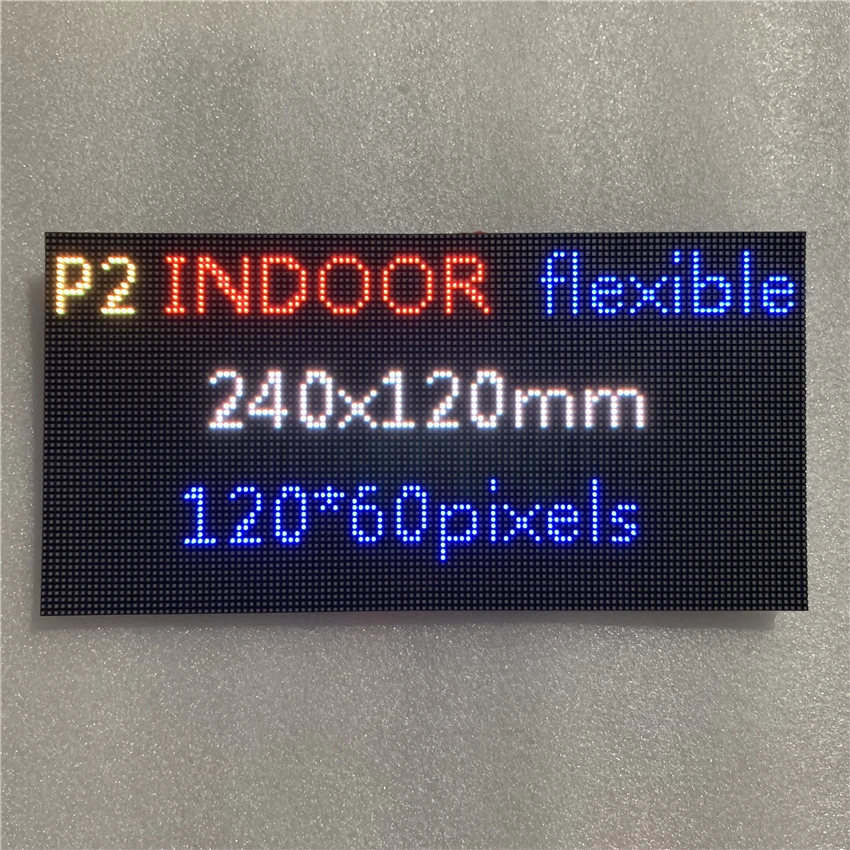 P2 INDOOR flexible
240x120mm
120*60pixels